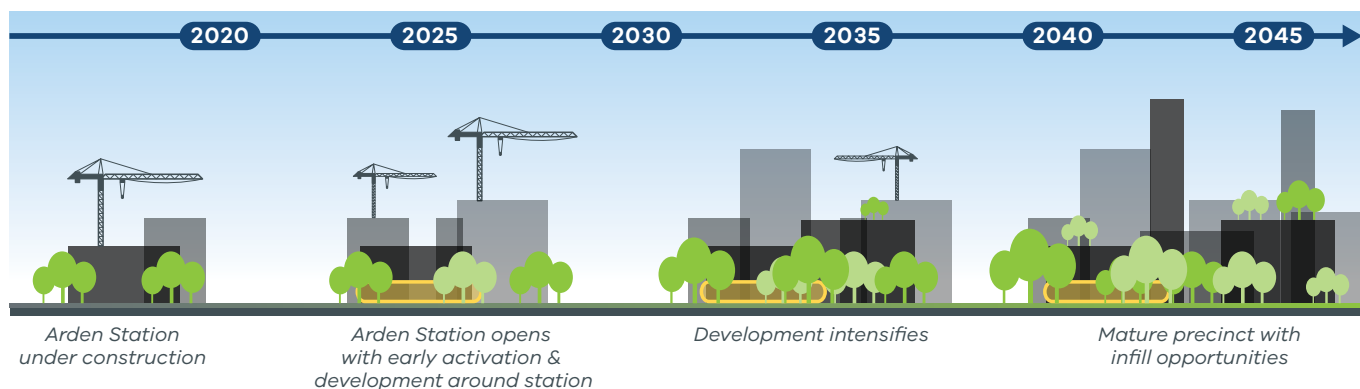 2020 2025 2030 2035 2040 2045
Arden Station
under construction
Arden Station opens
with early activation &
development around station
Development intensifies
Mature precinct with
infill opportunities